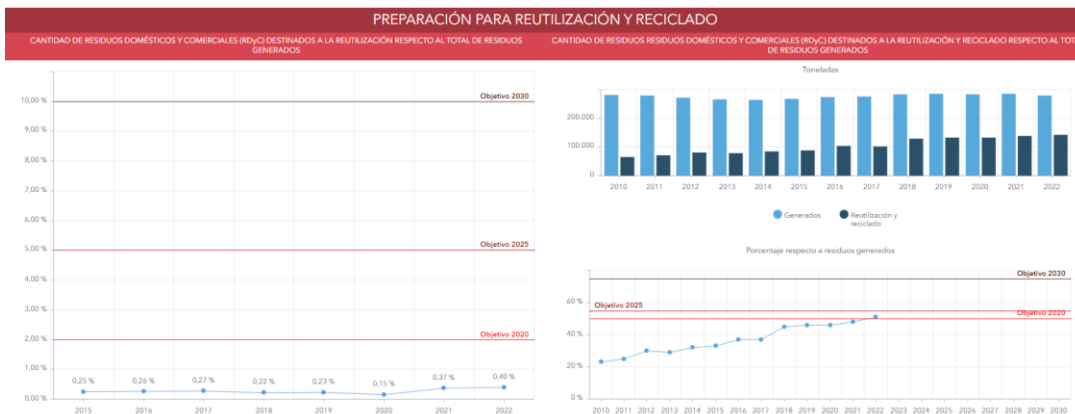 PREPARACIÓN PARA REUTILIZACIÓN Y RECICLADO
CANTIDAD DE RESIDUOS DOMÉSTICOS Y COMERCIALES (RDyC) DESTINADOS A LA REUTILIZACIÓN RESPECTO AL TOTAL DE RESIDUOS
GENERADOS
10,00 %
9,00 %
8,00 %
7,00 %
6,00 %
5,00 %
4,00 %
3,00 %
2,00 %
1,00 %
0,00 %
Objetivo 2030
Objetivo 2025
Objetivo 2020
0,25 % 0,26 % 0,27 % 0,22 % 0,23 % 0,15 % 0,37 % 0,40 %
2015 2016 2017 2018 2019 2020 2021 2022
CANTIDAD DE RESIDUOS RESIDUOS DOMÉSTICOS Y COMERCIALES (RDyC) DESTINADOS A LA REUTILIZACIÓN Y RECICLADO RESPECTO AL TOT
DE RESIDUOS GENERADOS
Toneladas
200.000
100.000
0
2010 2011 2012 2013 2014 2015 2016 2017 2018 2019 2020 2021 2022
Generados Reutilización y
reciclado
Porcentaje respecto a residuos generados
Objetivo 2030
60 %
Objetivo 2025
Objetivo 2020
40 %
20 %
0 %
2010 2011 2012 2013 2014 2015 2016 2017 2018 2019 2020 2021 2022 2023 2024 2025 2026 2027 2028 2029 2030